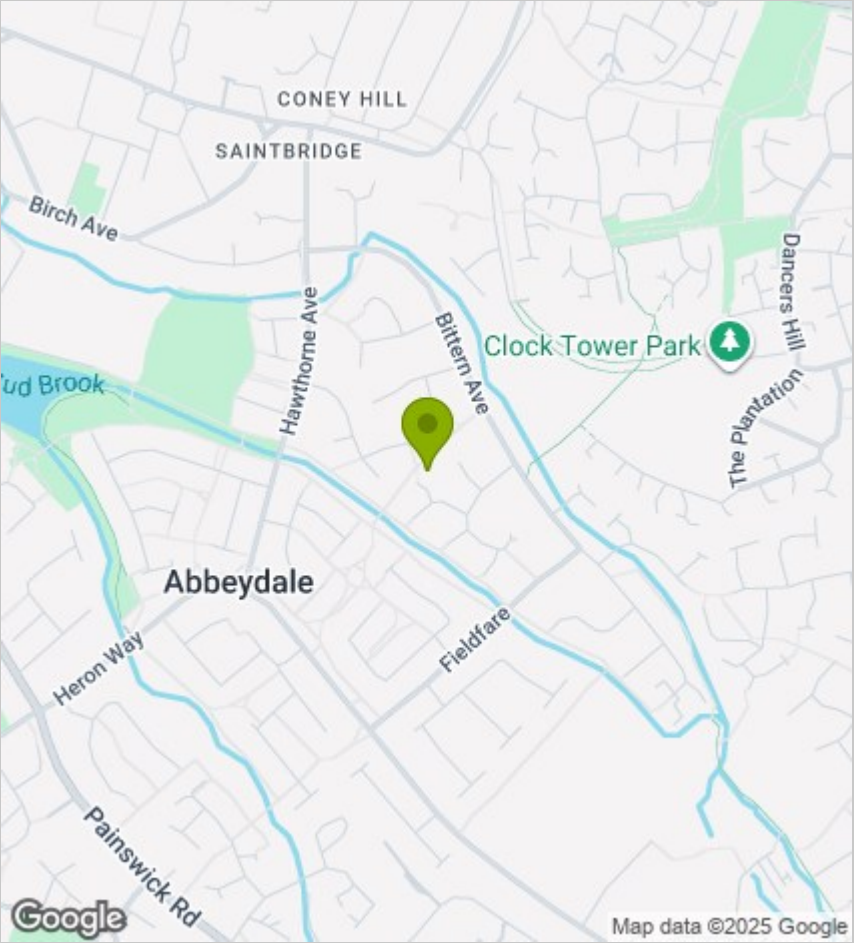 CONEY HILL
SAINTBRIDGE
Birch Ave
Dancers Hill
Hawthorne Ave
Bittern Ave
Clock Tower Park
ud Brook
The Plantation
Abbeydale
Fieldfare
Heron Way
Painswick Rd
Google
Map data ©2025 Google